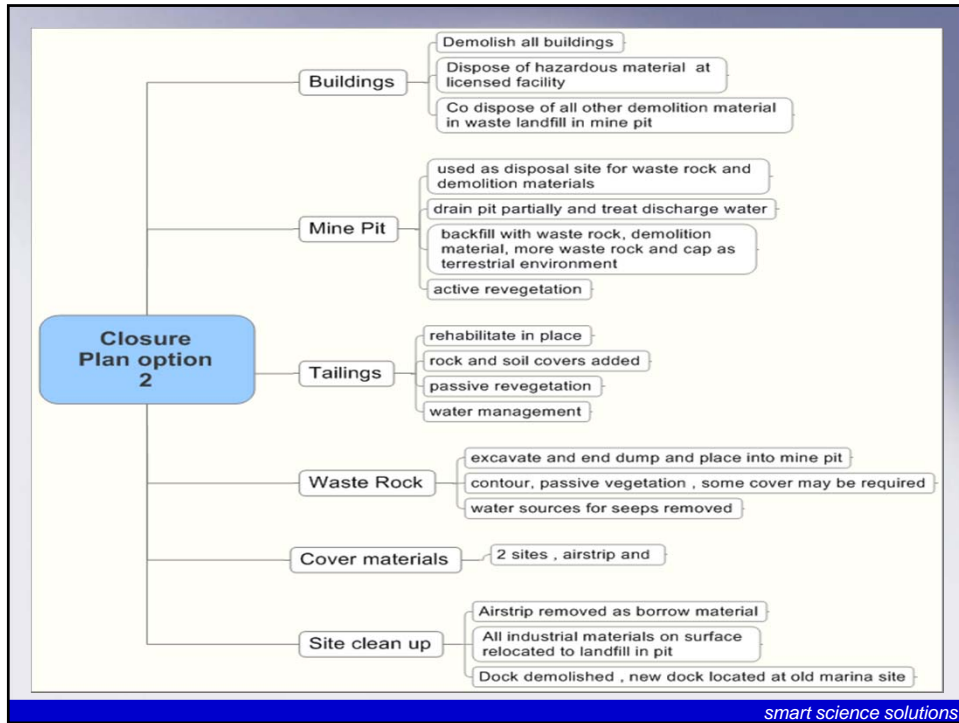 Closure
Plan option
2
Buildings
Demolish all buildings
Dispose of hazardous material at
licensed facility
Co dispose of all other demolition material
in waste landfill in mine pit
Mine Pit
used as disposal site for waste rock and
demolition materials
drain pit partially and treat discharge water
backfill with waste rock, demolition
material, more waste rock and cap as
terrestrial environment
active revegetation
Tailings
rehabilitate in place
rock and soil covers added
passive revegetation
water management
Waste Rock
excavate and end dump and place into mine pit
contour, passive vegetation , some cover may be required
water sources for seeps removed
Cover materials
2 sites , airstrip and
Site clean up
Airstrip removed as borrow material
All industrial materials on surface
relocated to landfill in pit
Dock demolished , new dock located at old marina site
smart science solutions